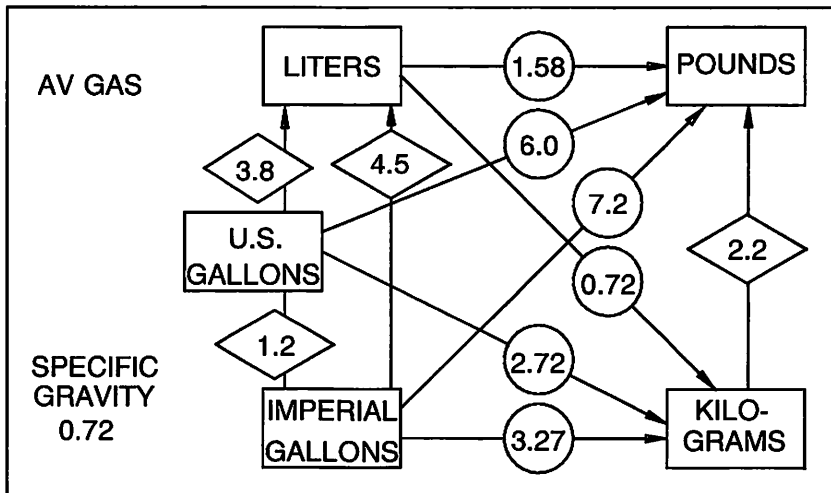 LITERS
1.58
POUNDS
AV GAS
3.8
4.5
6.0
7.2
U.S.
GALLONS
2.2
0.72
1.2
2.72
SPECIFIC
GRAVITY
0.72
IMPERIAL
GALLONS
3.27
KILO-
GRAMS